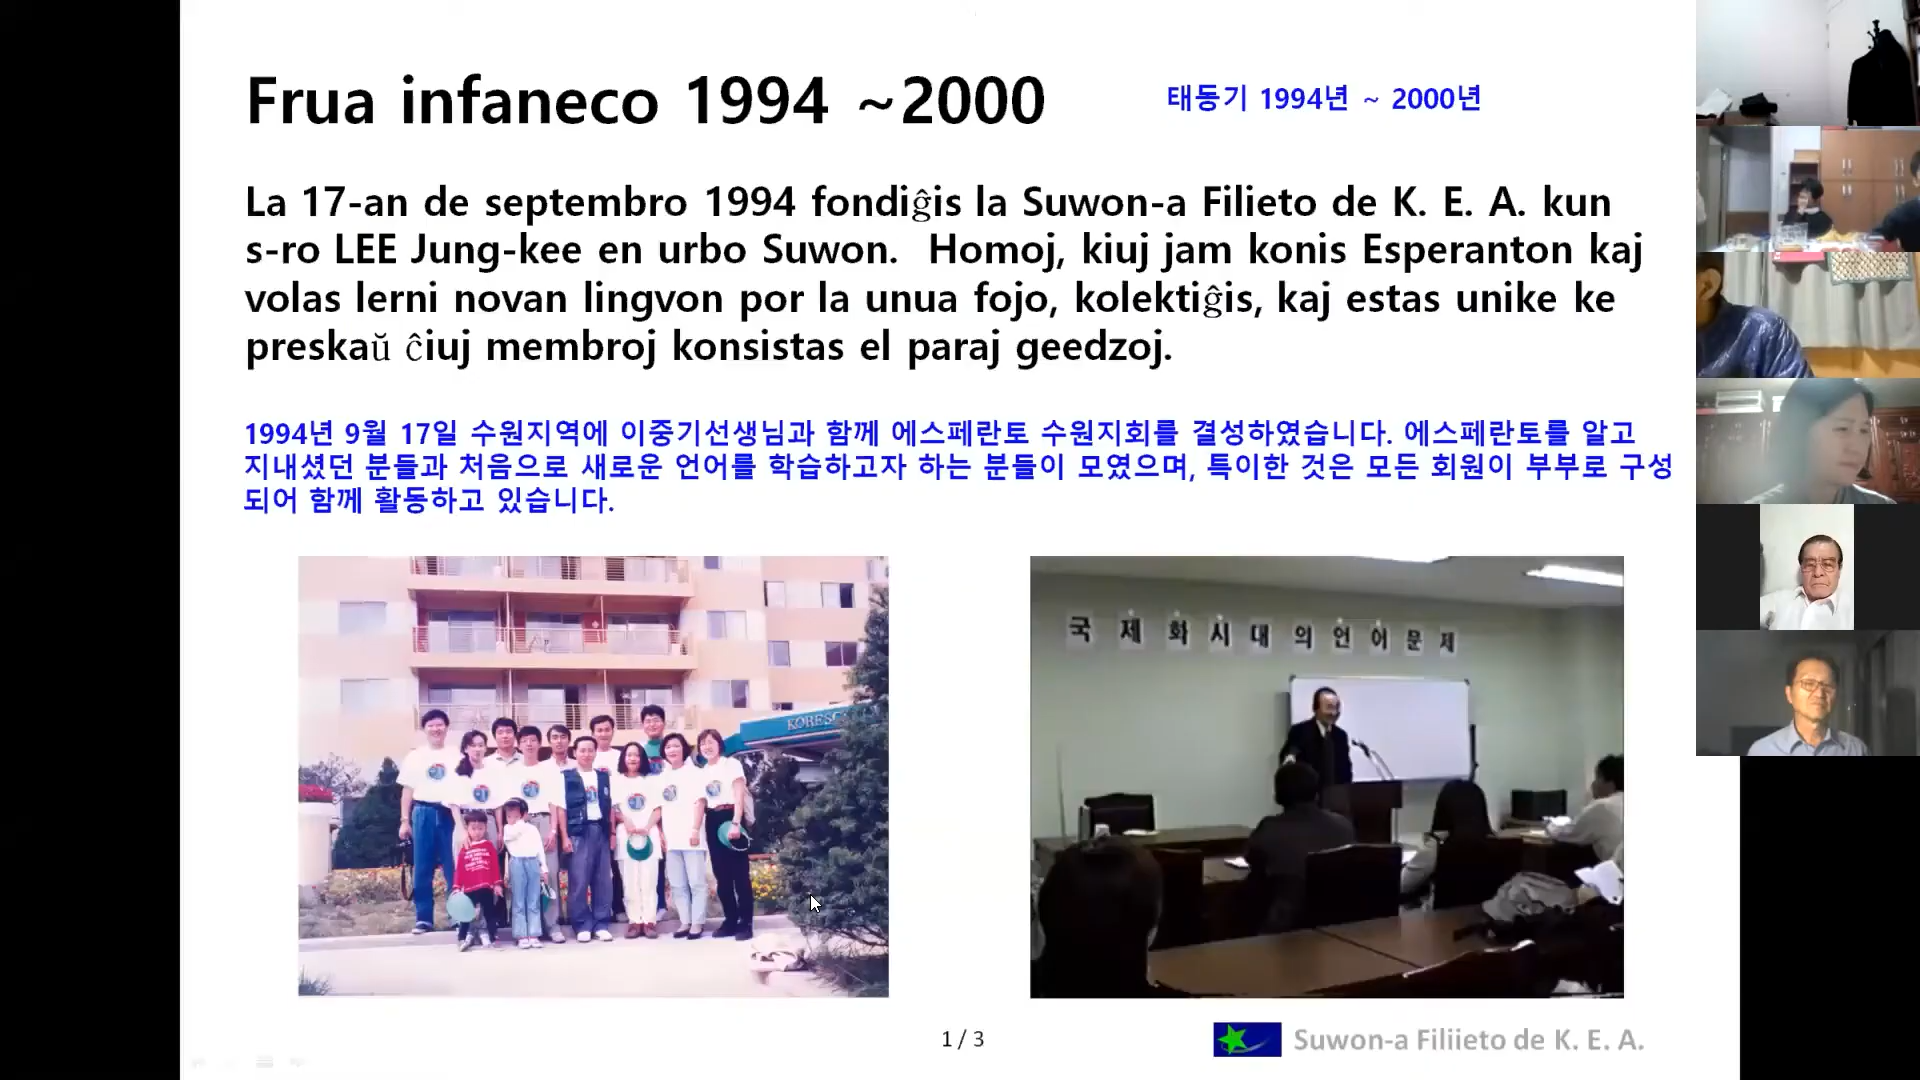 Frua infaneco 1994 ~2000
태동기 1994년 ~ 2000년
La 17-an de septembro 1994 fondiĝis la Suwon-a Filieto de K. E. A. kun
s-ro LEE Jung-kee en urbo Suwon. Homoj, kiuj jam konis Esperanton kaj
volas lerni novan lingvon por la unua fojo, kolektiĝis, kaj estas unike ke
preskaŭ ĉiuj membroj konsistas el paraj geedzoj.
1994년 9월 17일 수원지역에 이중기선생님과 함께 에스페란토 수원지회를 결성하였습니다. 에스페란토를 알고
지내셨던 분들과 처음으로 새로운 언어를 학습하고자 하는 분들이 모였으며, 특이한 것은 모든 회원이 부부로 구성
되어 함께 활동하고 있습니다.
국제화시대의언어문제
1 / 3
Suwon-a Filiieto de K. E. A.